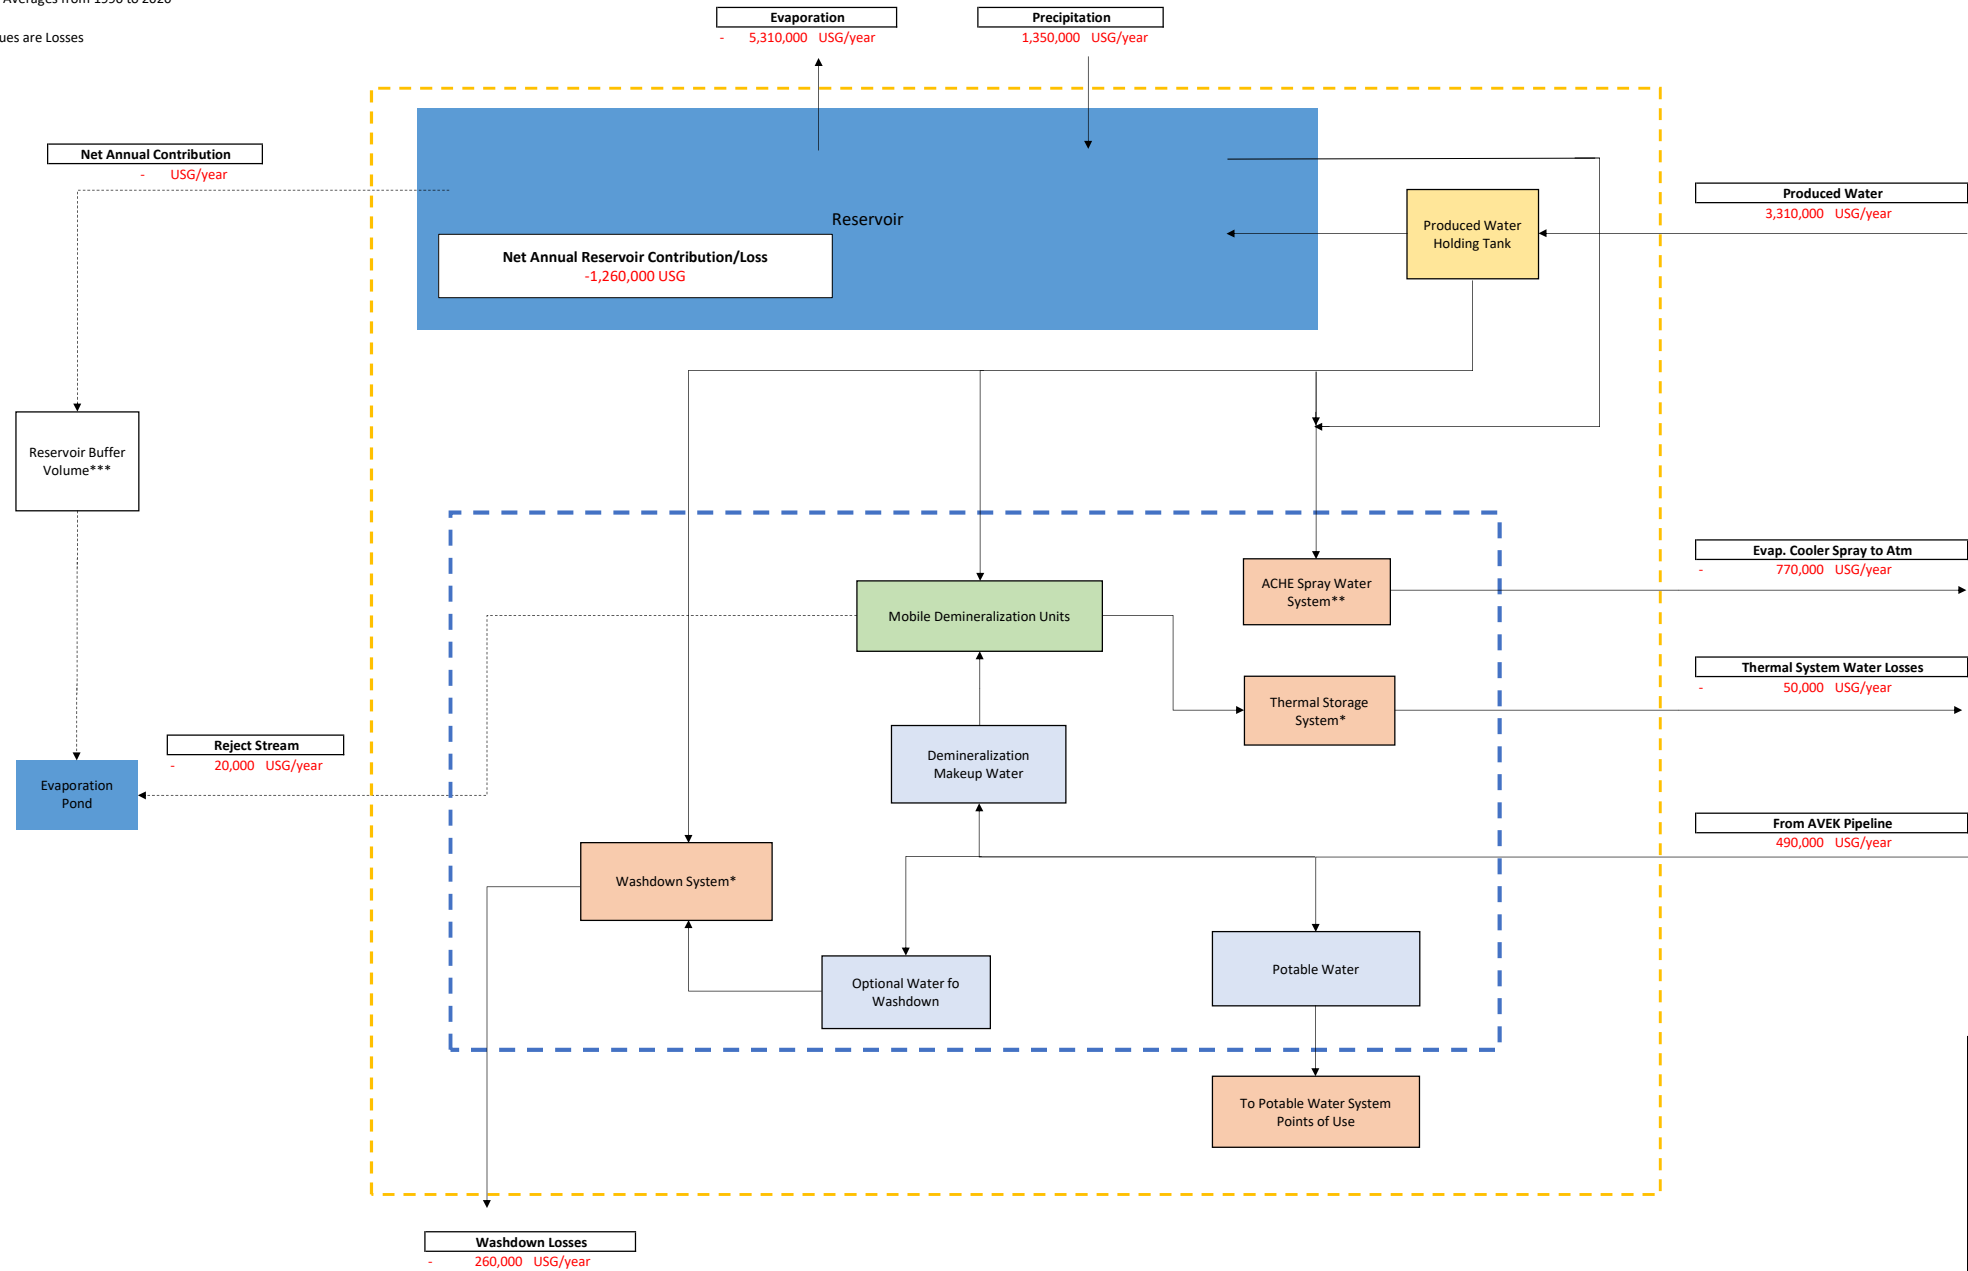 Averages from 1990 to 2020
ues are Losses
Evaporation
- 5,310,000 USG/year
Precipitation
1,350,000 USG/year
Net Annual Contribution
- USG/year
Reservoir
Net Annual Reservoir Contribution/Loss
-1,260,000 USG
Produced Water
Holding Tank
Produced Water
3,310,000 USG/year
Reservoir Buffer
Volume***
Evap. Cooler Spray to Atm
- 770,000 USG/year
ACHE Spray Water
System**
Mobile Demineralization Units
Thermal System Water Losses
- 50,000 USG/year
Thermal Storage
System*
Reject Stream
- 20,000 USG/year
Demineralization
Makeup Water
Evaporation
Pond
From AVEK Pipeline
490,000 USG/year
Washdown System*
Optional Water fo
Washdown
Potable Water
To Potable Water System
Points of Use
Washdown Losses
- 260,000 USG/year